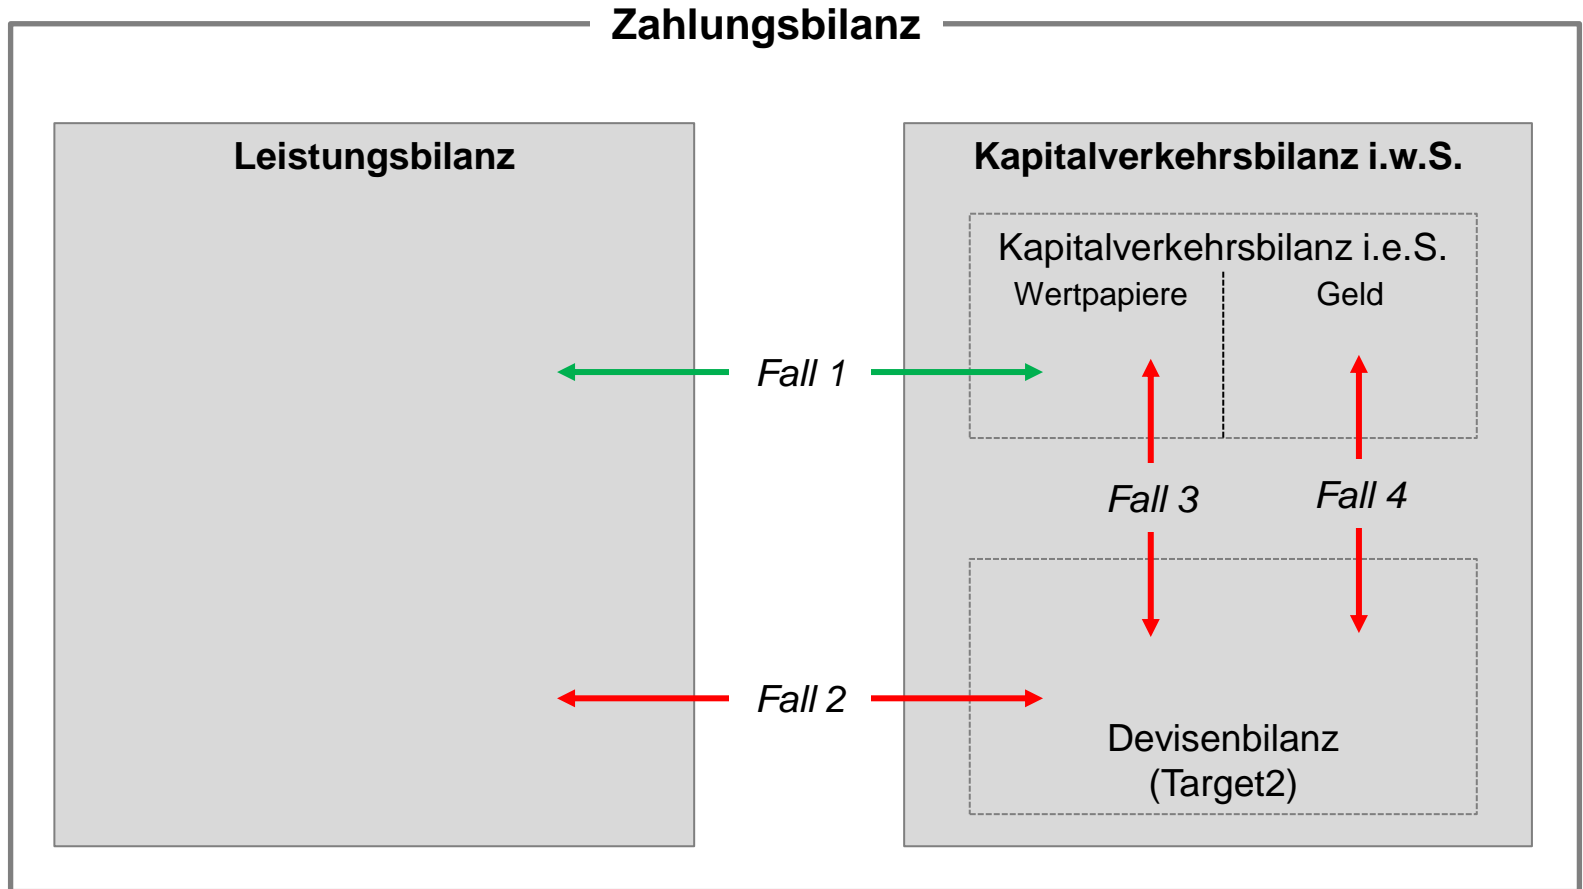 Zahlungsbilanz
Leistungsbilanz
Kapitalverkehrsbilanz i.w.S.
Kapitalverkehrsbilanz i.e.S.
Wertpapiere
Geld
Fall 1
Fall 3
Fall 4
Fall 2
Devisenbilanz
(Target2)